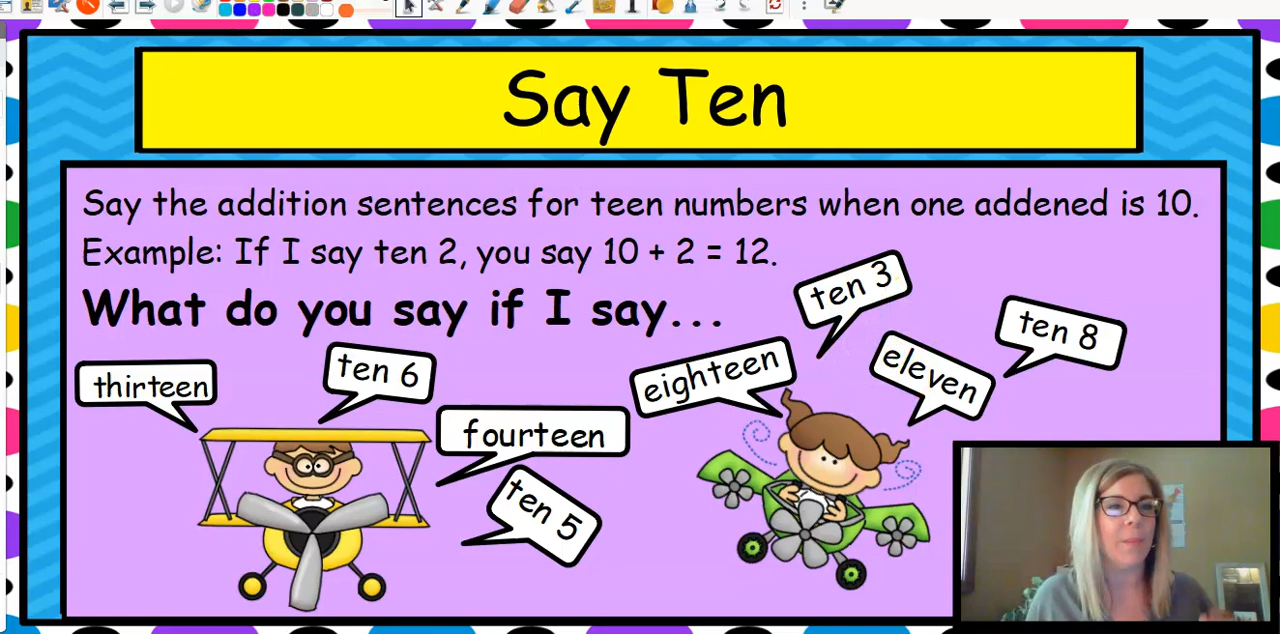 Say Ten
Say the addition sentences for teen numbers when one addened is 10.
Example: If I say ten 2, you say 10 + 2 = 12.
What do you say if I say...
thirteen
ten 6
fourteen
ten 5
eighteen
ten 3
eleven
ten 8